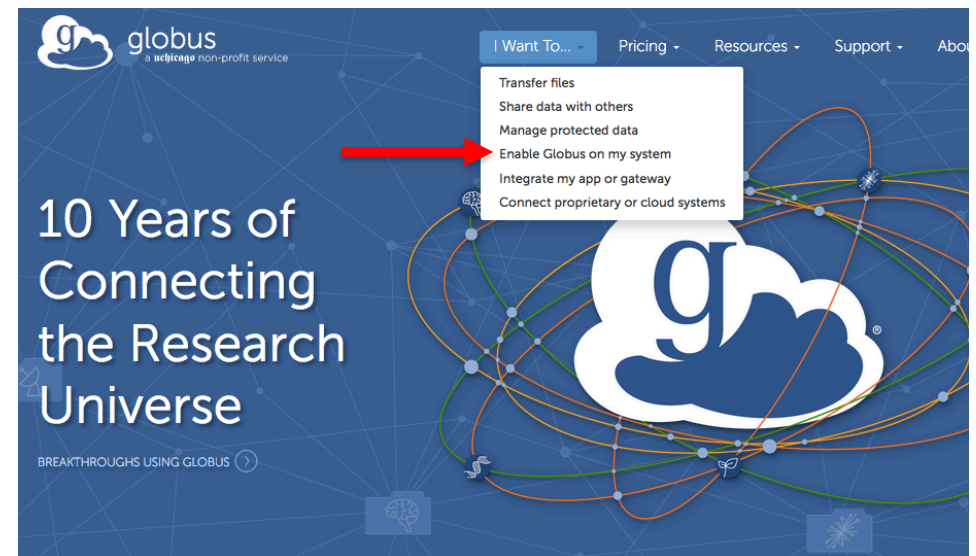 globus
a uchicago non-profit service
I Want To...
Pricing
Resources
Support
Abou
Transfer files
Share data with others
Manage protected data
Enable Globus on my system
Integrate my app or gateway
Connect proprietary or cloud systems
10 Years of
Connecting
the Research
Universe
BREAKTHROUGHS USING GLOBUS
g
®